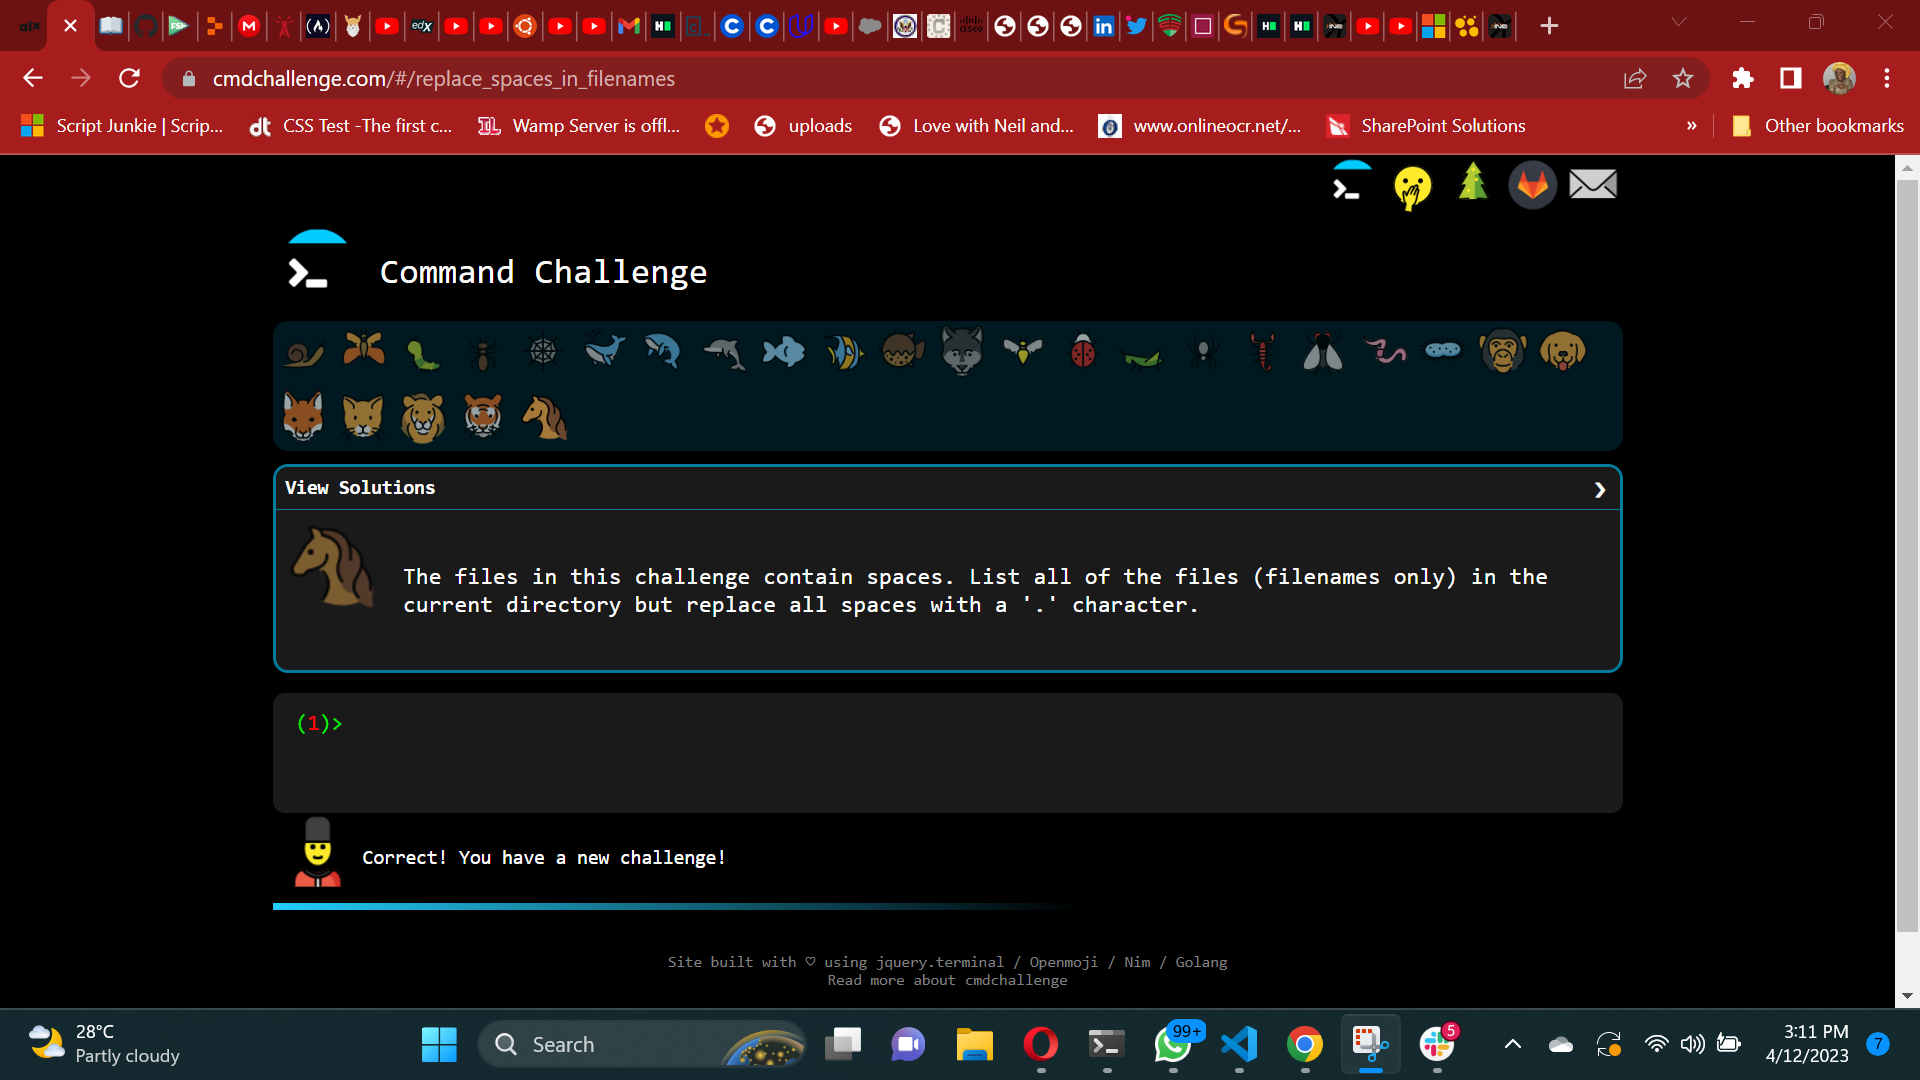 alx
edX
cmdchallenge.com/#/replace_spaces_in_filenames
Script Junkie | Scrip...
dt CSS Test -The first c...
Wamp Server is offl...
uploads
Love with Neil and...
www.onlineocr.net/...
SharePoint Solutions
»
Other bookmarks
Command Challenge
View Solutions
The files in this challenge contain spaces. List all of the files (filenames only) in the
current directory but replace all spaces with a '.' character.
(1)>
Correct! You have a new challenge!
Site built with ♡ using jquery.terminal / Openmoji / Nim / Golang
Read more about cmdchallenge
28°C
Partly cloudy
Search
99+
5
3:11 PM
4/12/2023
7